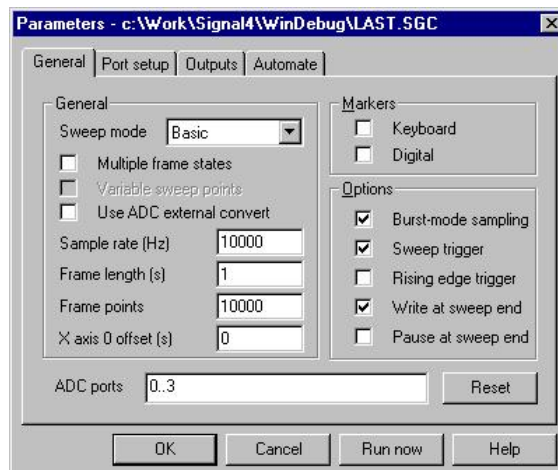 Parameters - c:\Work\Signal4\WinDebug\LAST.SGC
General Port setup Outputs Automate
General
Sweep mode Basic
Multiple frame states
Variable sweep points
Use ADC external convert
Sample rate (Hz) 10000
Frame length (s) 1
Frame points 10000
X axis 0 offset (s) 0
Markers
Keyboard
Digital
Options
Burst-mode sampling
Sweep trigger
Rising edge trigger
Write at sweep end
Pause at sweep end
ADC ports 0..3 Reset
OK Cancel Run now Help